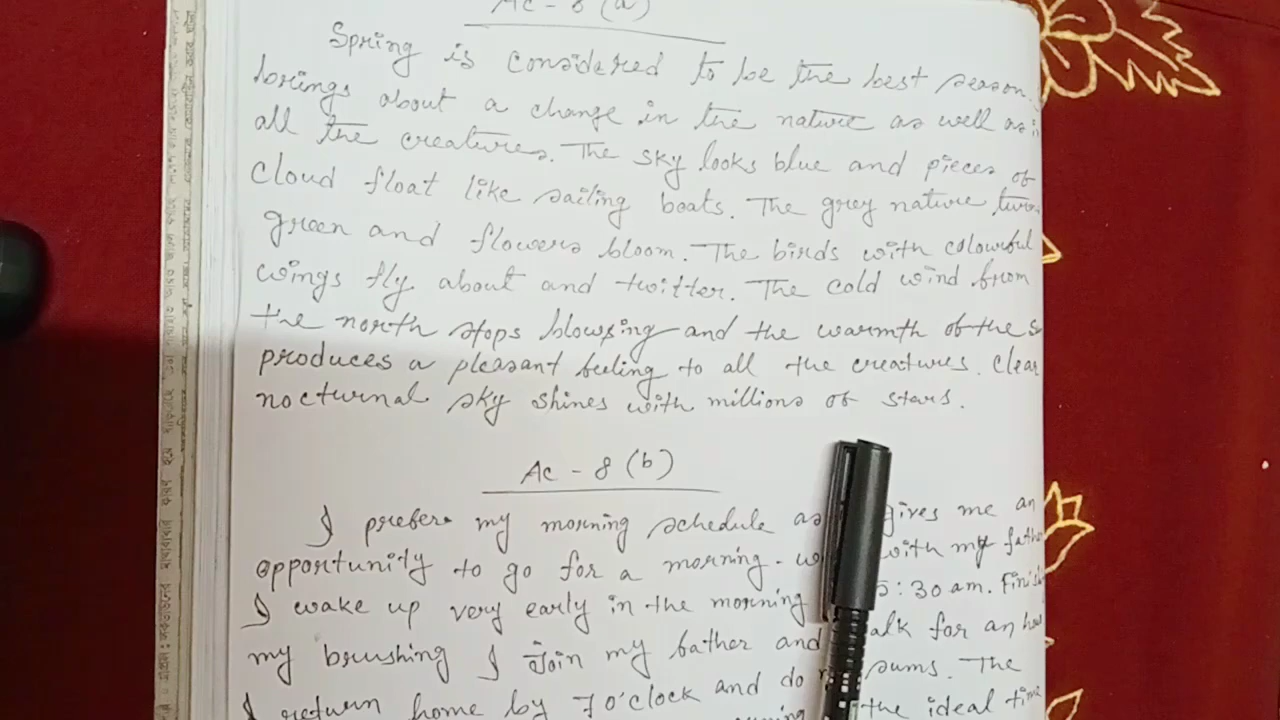 Ac - 8 (a)
Spring is considered to be the best season.
brings about a change in the nature as well as
all the creatures. The sky looks blue and pieces of
cloud float like sailing boats. The grey nature turns
green and flowers bloom. The birds with colourful
wings fly about and twitter. The cold wind from
the north stops blowing and the warmth of the
produces a pleasant feeling to all the creatures. Clear
nocturnal sky shines with millions of stars.
Ac - 8 (b)
I prefer my morning schedule as gives me an
opportunity to go for a morning - with my father
I wake up very early in the morning 5:30 am. Finish
my brushing I Join my father and alk for an hou
I return home by 7 O'clock and do sums. The
the ideal time